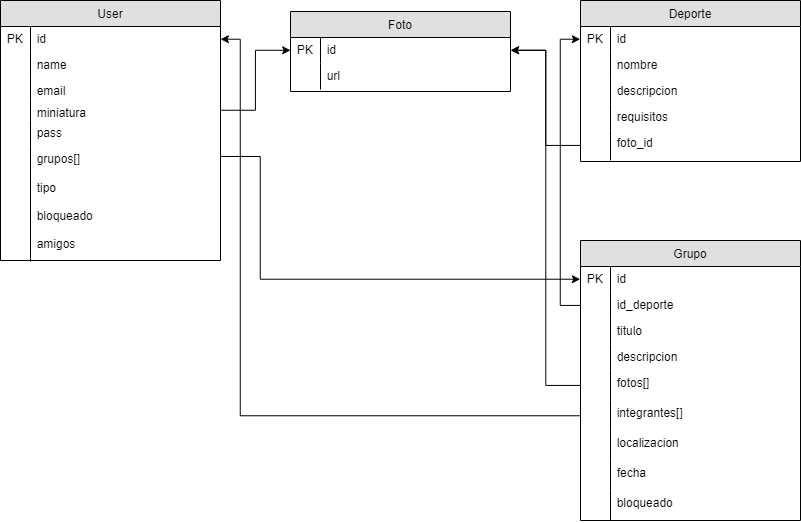 User
PK id
name
email
miniatura
pass
grupos[]
tipo
bloqueado
amigos
Foto
PK id
url
Deporte
PK id
nombre
descripcion
requisitos
foto_id
Grupo
PK id
id_deporte
titulo
descripcion
fotos[]
integrantes[]
localizacion
fecha
bloqueado